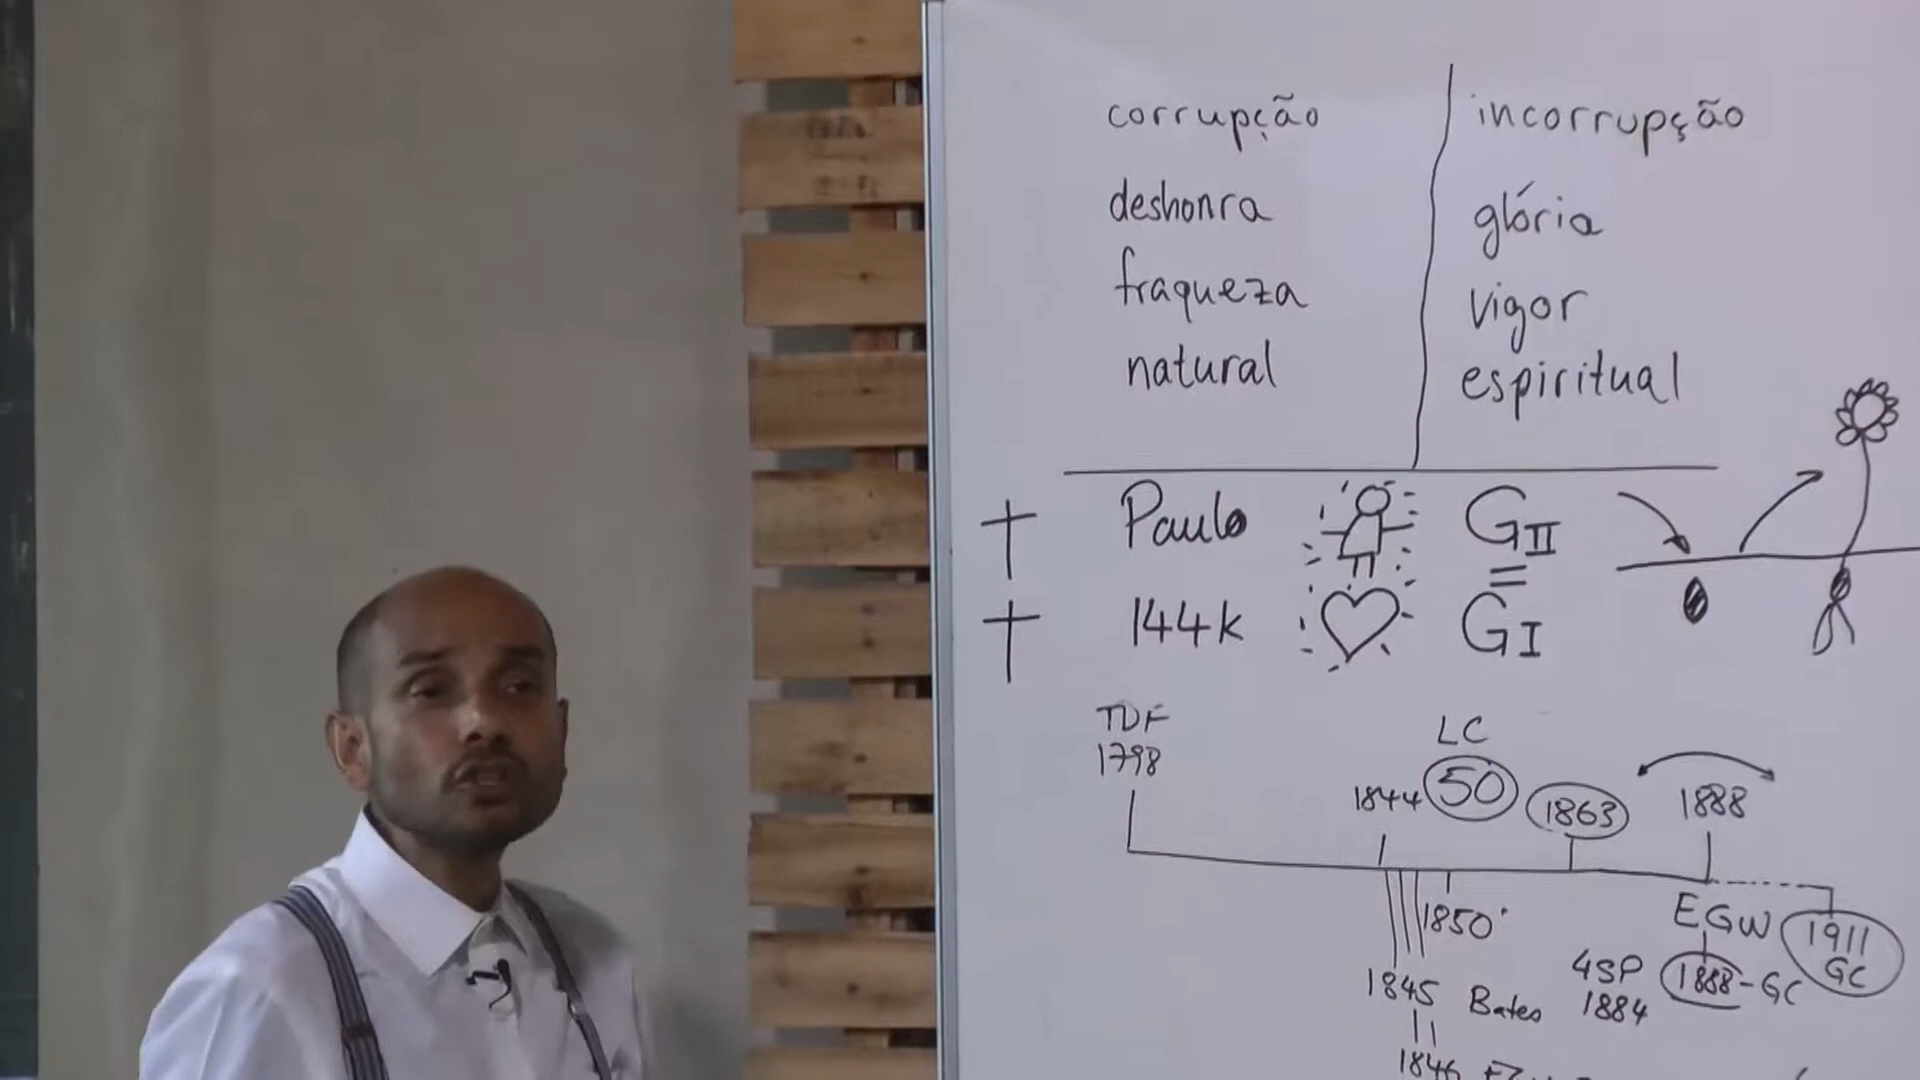 corrupção incorrupção
deshonra glória
fraqueza vigor
natural espiritual
Paulo GII
=
144k GI
TDF
1798
LC
1844 50 1863 1888
1850
EGW 1911 GC
1845 Bates 4SP 1884 1888-GC
1846